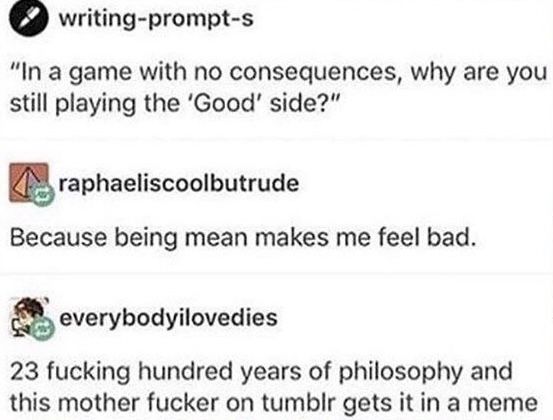 writing-prompt-s
“In a game with no consequences, why are you
still playing the ‘Good’ side?”
raphaeliscoolbutrude
Because being mean makes me feel bad.
everybodyilovedies
23 fucking hundred years of philosophy and
this mother fucker on tumblr gets it in a meme